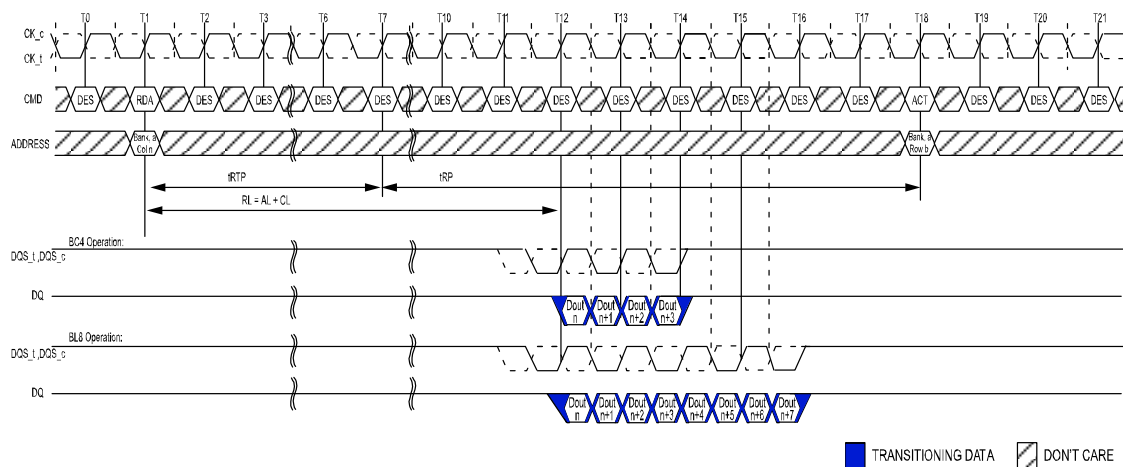 T0 T1 T2 T3 T6 T7 T10 T11 T12 T13 T14 T15 T16 T17 T18 T19 T20 T21
CK_c
CK_t
CMD DES RDA DES DES DES DES DES DES DES DES DES DES DES DES ACT DES DES DES
ADDRESS Bank, a Bank, a
Col n Row b
tRTP tRP
RL = AL + CL
BC4 Operation:
DQS_t ,DQS_c
DQ
Dout Dout Dout Dout
n n+1 n+2 n+3
BL8 Operation:
DQS_t ,DQS_c
DQ
Dout Dout Dout Dout Dout Dout Dout Dout
n n+1 n+2 n+3 n+4 n+5 n+6 n+7
TRANSITIONING DATA DON'T CARE